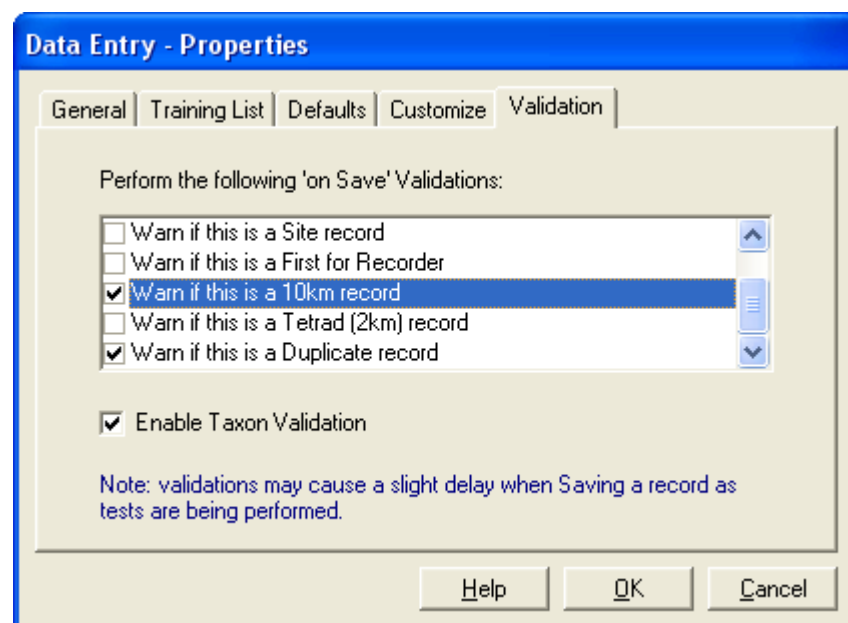 Data Entry - Properties
General Training List Defaults Customize Validation
Perform the following 'on Save' Validations:
Warn if this is a Site record
Warn if this is a First for Recorder
Warn if this is a 10km record
Warn if this is a Tetrad (2km) record
Warn if this is a Duplicate record
Enable Taxon Validation
Note: validations may cause a slight delay when Saving a record as
tests are being performed.
Help OK Cancel